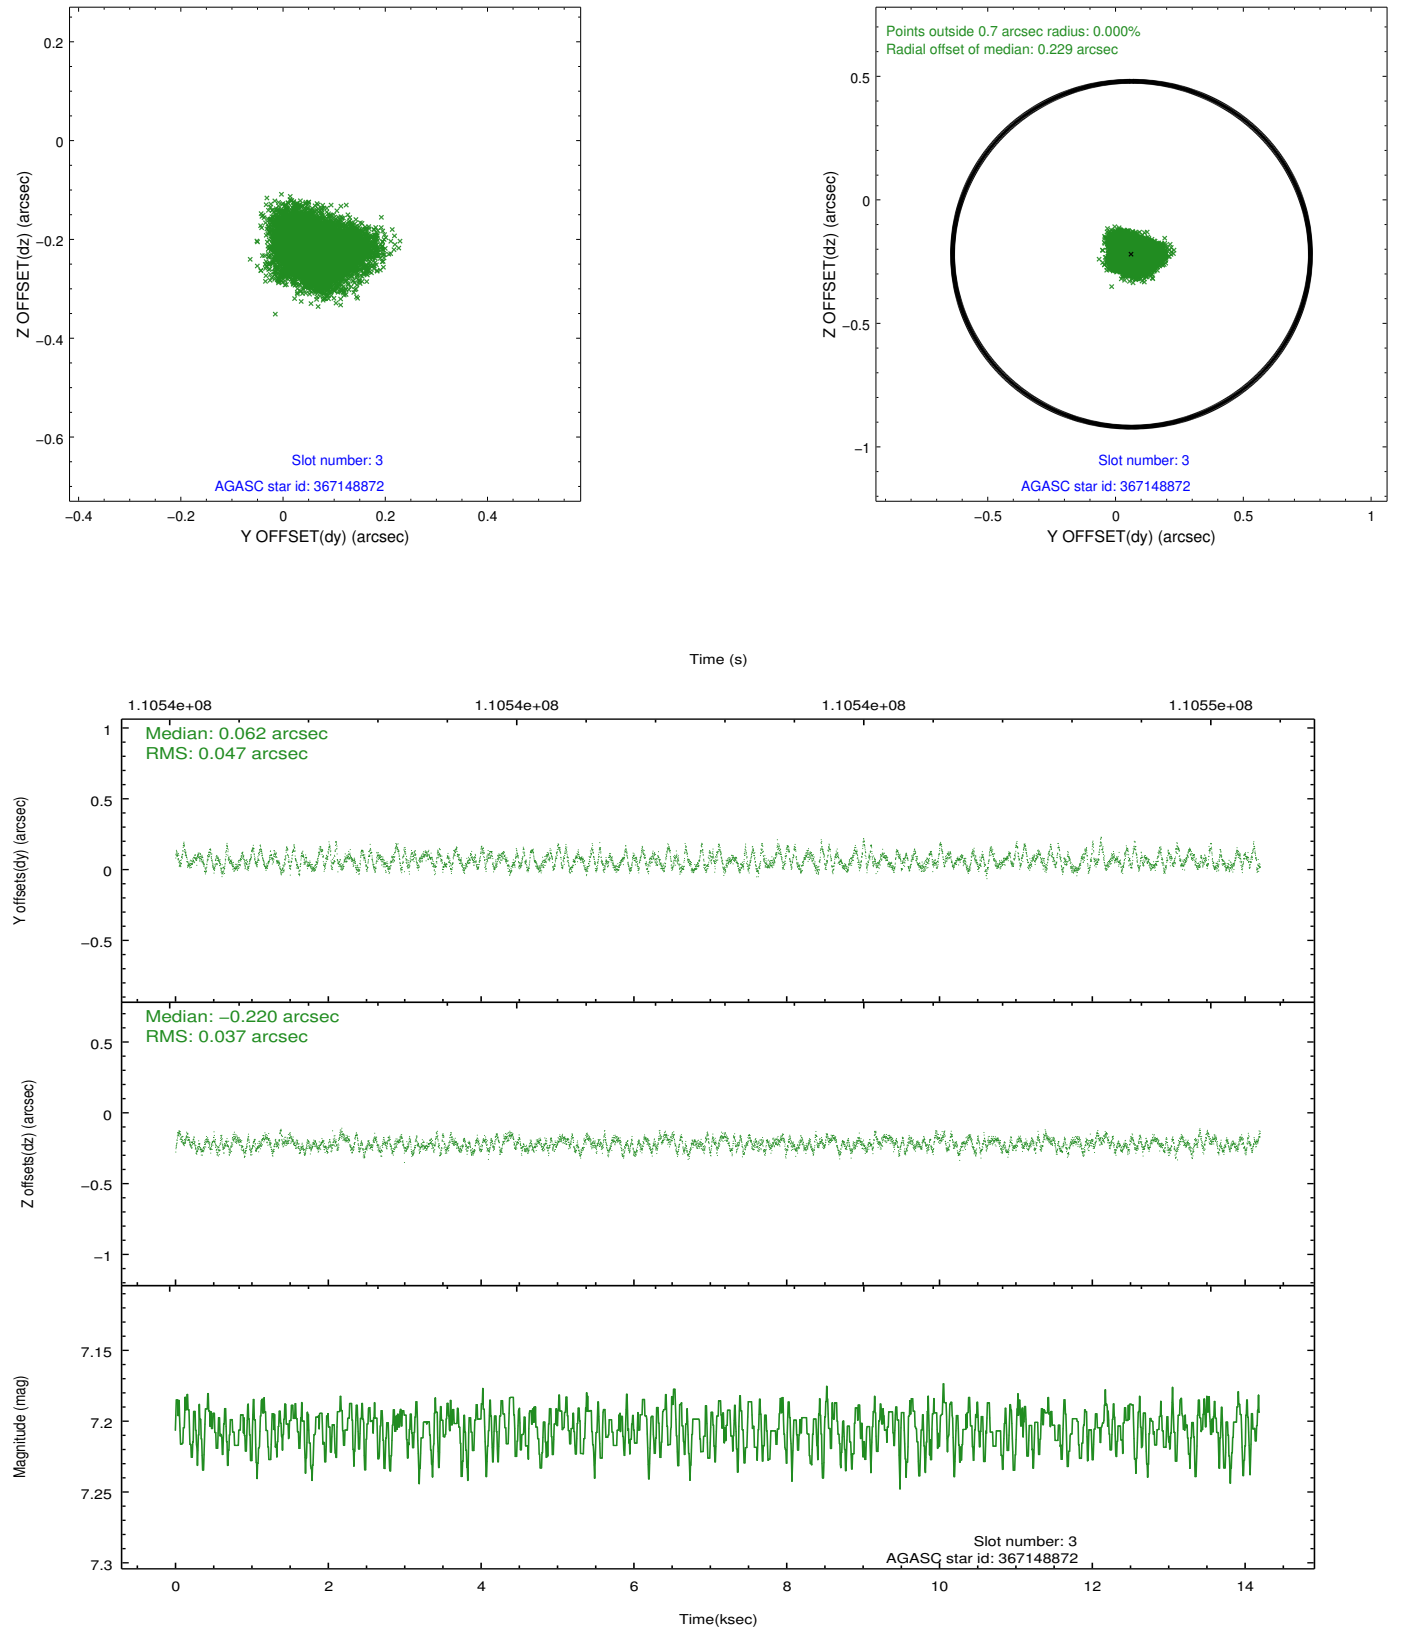 0.2
0
−0.2
−0.4
−0.6
Z OFFSET(dz) (arcsec)
Slot number: 3
AGASC star id: 367148872
−0.4 −0.2 0 0.2 0.4
Y OFFSET(dy) (arcsec)
Points outside 0.7 arcsec radius: 0.000%
Radial offset of median: 0.229 arcsec
0.5
0
−0.5
−1
Z OFFSET(dz) (arcsec)
Slot number: 3
AGASC star id: 367148872
−0.5 0 0.5 1
Y OFFSET(dy) (arcsec)
Time (s)
1.1054e+08 1.1054e+08 1.1054e+08 1.1055e+08
Median: 0.062 arcsec
RMS: 0.047 arcsec
1
0.5
0
−0.5
Y offsets(dy) (arcsec)
Median: −0.220 arcsec
RMS: 0.037 arcsec
0.5
0
−0.5
−1
Z offsets(dz) (arcsec)
7.15
7.2
7.25
7.3
Magnitude (mag)
Slot number: 3
AGASC star id: 367148872
0 2 4 6 8 10 12 14
Time(ksec)